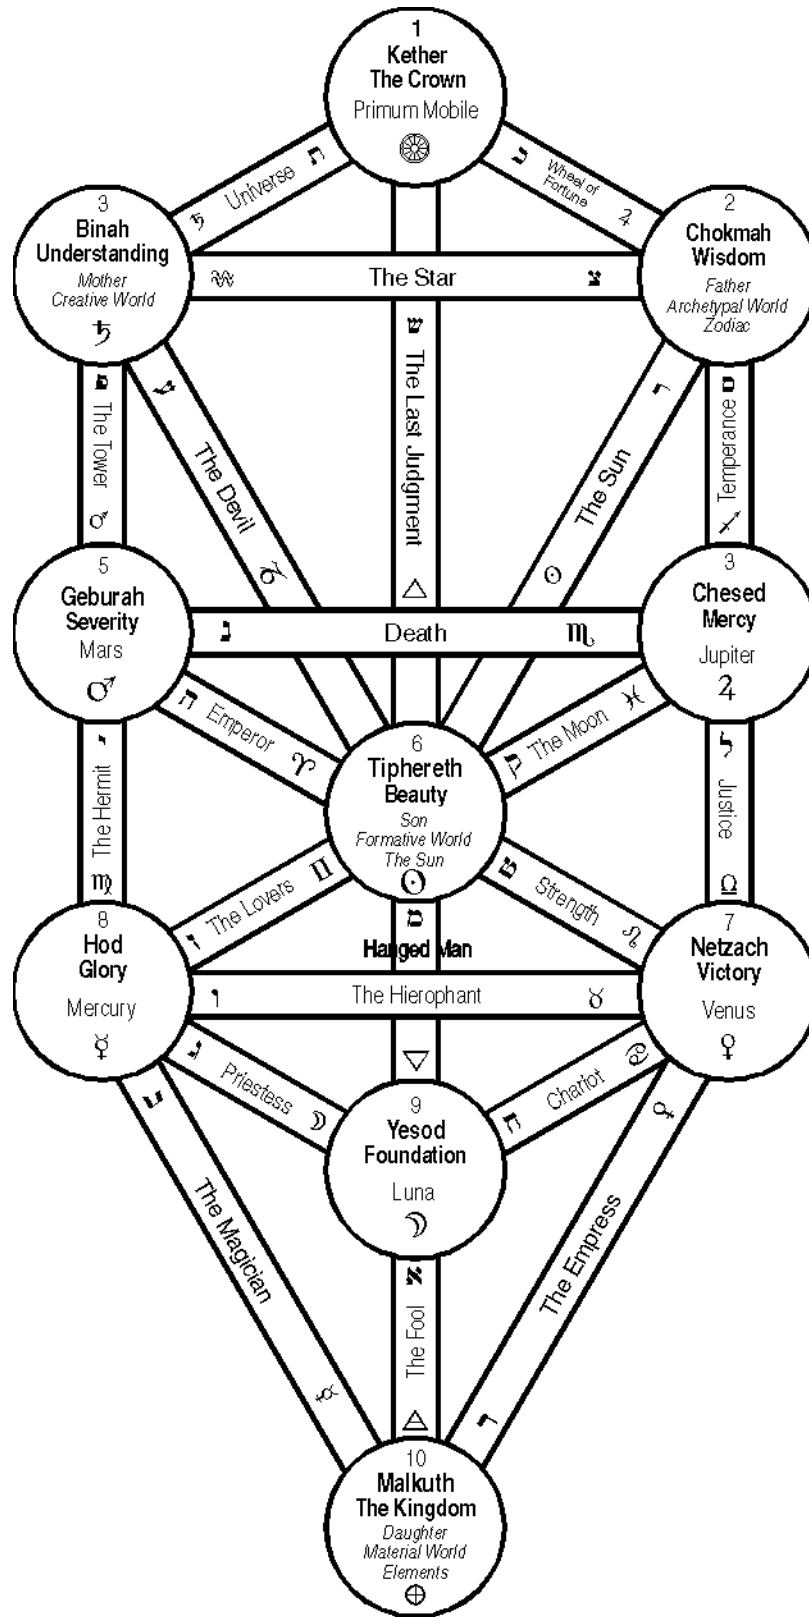 1
Kether
The Crown
Primum Mobile
ת
Universe
♄
כ
Wheel of
Fortune
♃
3
Binah
Understanding
Mother
Creative World
♄
2
Chokmah
Wisdom
Father
Archetypal World
Zodiac
The Star
צ
ש
The Last Judgment
The Tower
♂
ע
The Devil
♑
ר
The Sun
☉
ם
Temperance
♐
5
Geburah
Severity
Mars
♂
3
Chesed
Mercy
Jupiter
♃
Death
♏
ה
Emperor
♈
ק
The Moon
♓
י
The Hermit
♍
6
Tiphereth
Beauty
Son
Formative World
The Sun
☉
ל
Justice
♎
ז
The Lovers
♊
Strength
♌
מ
Hanged Man
8
Hod
Glory
Mercury
☿
7
Netzach
Victory
Venus
♀
ו
The Hierophant
♉
ג
Priestess
☽
ח
Chariot
♋
9
Yesod
Foundation
Luna
☽
The Magician
☿
א
The Fool
♀
The Empress
10
Malkuth
The Kingdom
Daughter
Material World
Elements